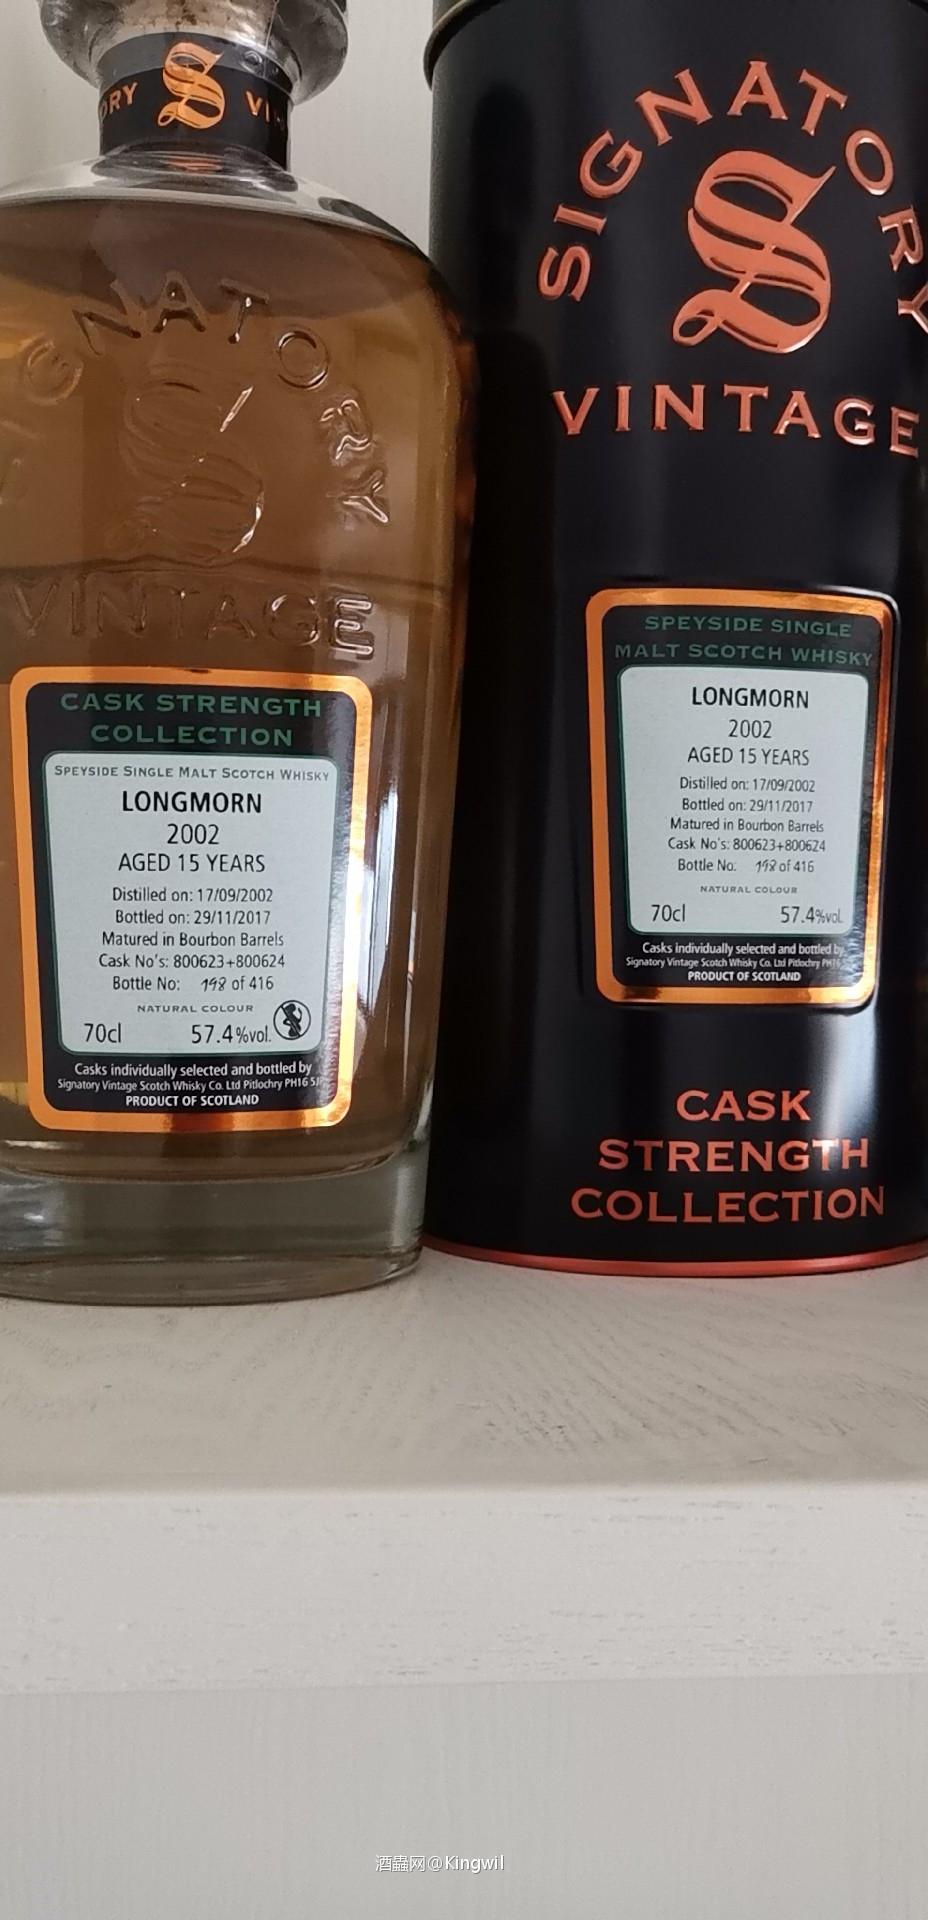 S
SIGNATORY
S
VINTAGE
SPEYSIDE SINGLE
MALT SCOTCH WHISKY
LONGMORN
2002
AGED 15 YEARS
Distilled on: 17/09/2002
Bottled on: 29/11/2017
Matured in Bourbon Barrels
Cask No's: 800623+800624
Bottle No: 198 of 416
NATURAL COLOUR
70cl 57.4%vol.
Casks individually selected and bottled by
Signatory Vintage Scotch Whisky Co. Ltd Pitlochry
PRODUCT OF SCOTLAND
CASK
STRENGTH
COLLECTION
VINTAGE
CASK STRENGTH
COLLECTION
SPEYSIDE SINGLE MALT SCOTCH WHISKY
LONGMORN
2002
AGED 15 YEARS
Distilled on: 17/09/2002
Bottled on: 29/11/2017
Matured in Bourbon Barrels
Cask No's: 800623+800624
Bottle No: 198 of 416
NATURAL COLOUR
70cl 57.4%vol.
Casks individually selected and bottled by
Signatory Vintage Scotch Whisky Co. Ltd Pitlochry PH16
PRODUCT OF SCOTLAND
酒蟲网@Kingwil